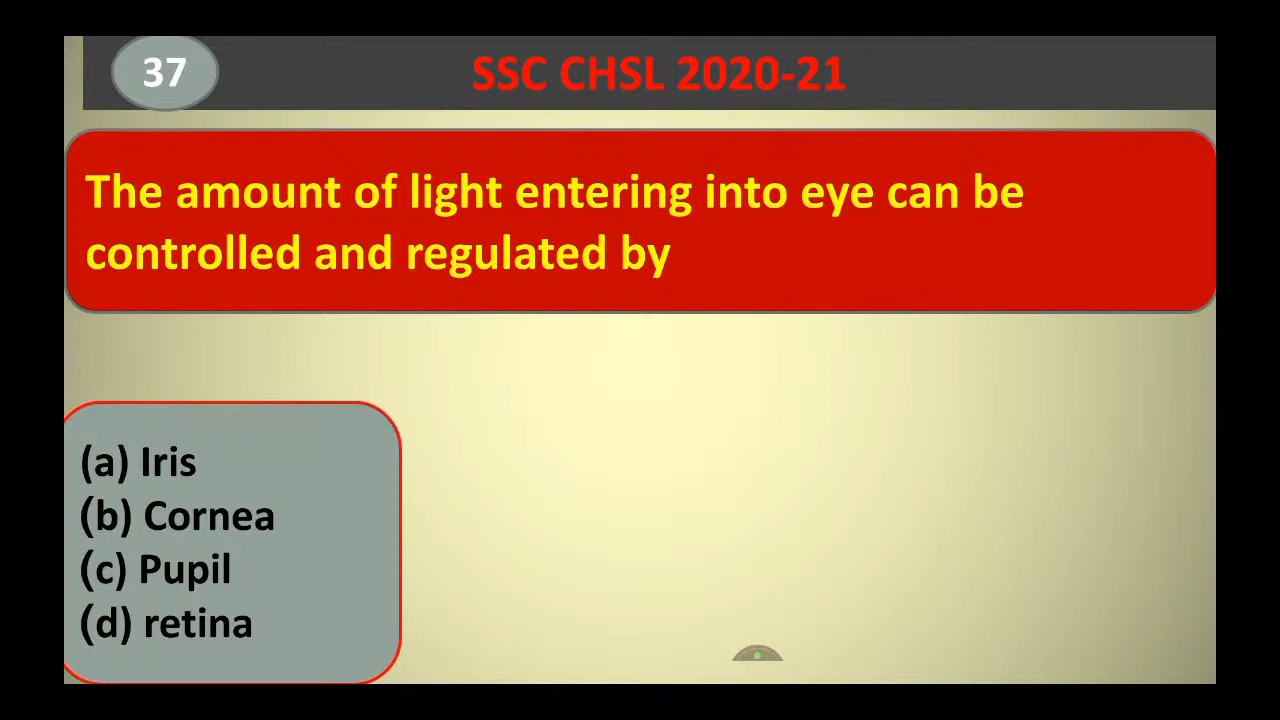 37
SSC CHSL 2020-21
The amount of light entering into eye can be
controlled and regulated by
(a) Iris
(b) Cornea
(c) Pupil
(d) retina